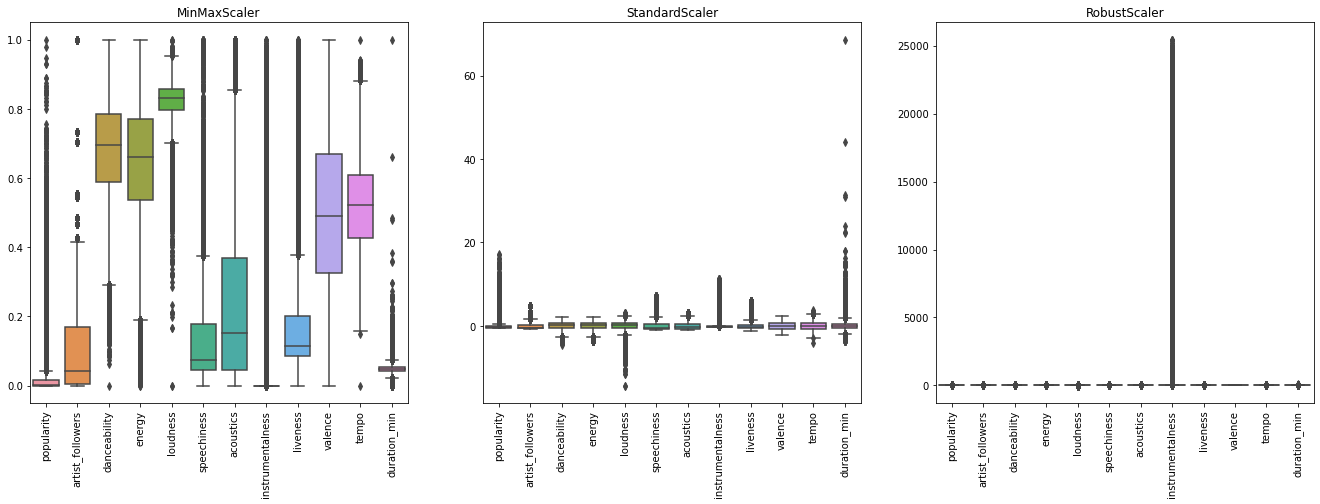 MinMaxScaler
1.0
0.8
0.6
0.4
0.2
0.0
popularity
artist_followers
danceability
energy
loudness
speechiness
acoustics
instrumentalness
liveness
valence
tempo
duration_min
StandardScaler
60
40
20
0
popularity
artist_followers
danceability
energy
loudness
speechiness
acoustics
instrumentalness
liveness
valence
tempo
duration_min
RobustScaler
25000
20000
15000
10000
5000
0
popularity
artist_followers
danceability
energy
loudness
speechiness
acoustics
instrumentalness
liveness
valence
tempo
duration_min